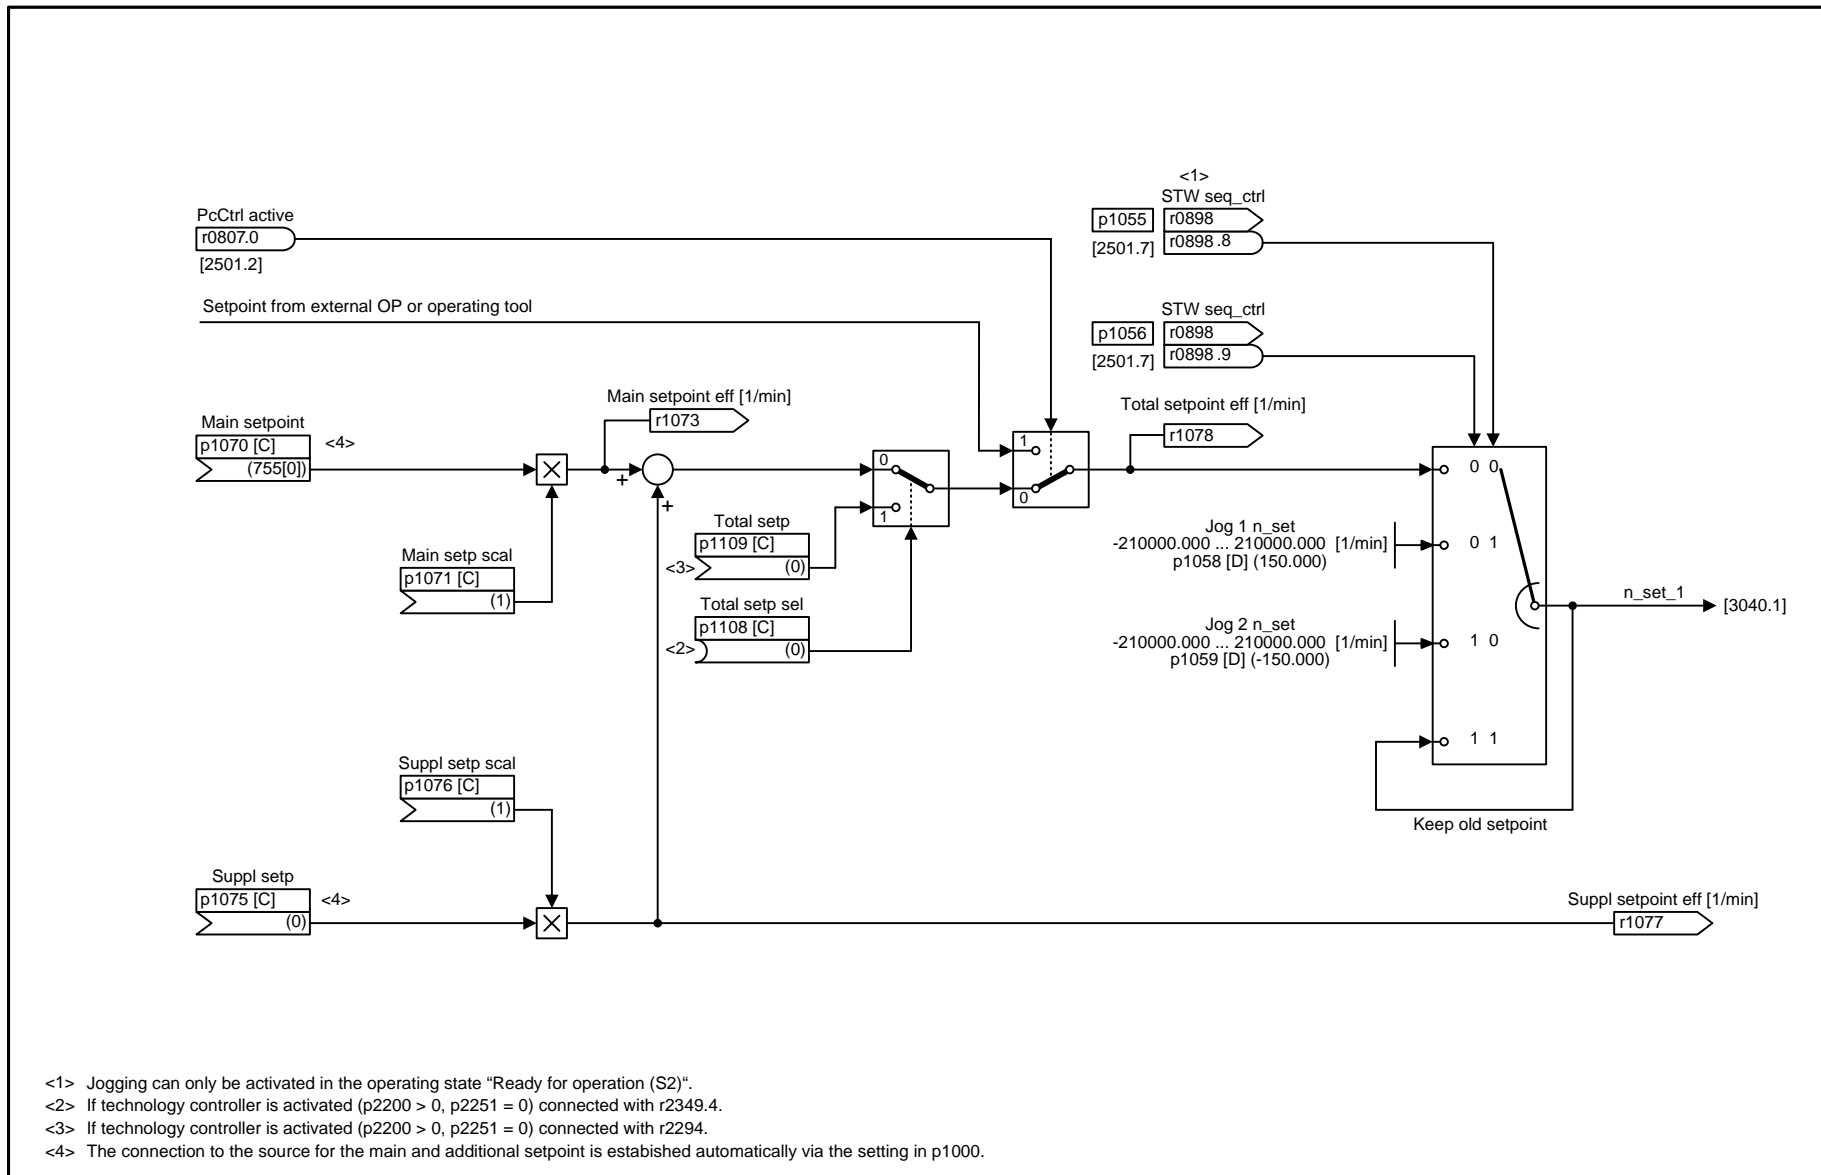 <1>
STW seq_ctrl
p1055
r0898
r0898 .8
[2501.7]
PcCtrl active
r0807.0
[2501.2]
Setpoint from external OP or operating tool
STW seq_ctrl
p1056
r0898
r0898 .9
[2501.7]
Main setpoint eff [1/min]
r1073
Total setpoint eff [1/min]
r1078
Main setpoint
p1070 [C]
<4>
(755[0])
+
+
0
1
1
0
Total setp
p1109 [C]
<3>
(0)
Main setp scal
p1071 [C]
(1)
Total setp sel
p1108 [C]
<2>
(0)
0 0
Jog 1 n_set
-210000.000 ... 210000.000 [1/min]
p1058 [D] (150.000)
0 1
n_set_1
[3040.1]
Jog 2 n_set
-210000.000 ... 210000.000 [1/min]
p1059 [D] (-150.000)
1 0
1 1
Keep old setpoint
Suppl setp scal
p1076 [C]
(1)
Suppl setp
p1075 [C]
<4>
(0)
Suppl setpoint eff [1/min]
r1077
<1> Jogging can only be activated in the operating state “Ready for operation (S2)“.
<2> If technology controller is activated (p2200 > 0, p2251 = 0) connected with r2349.4.
<3> If technology controller is activated (p2200 > 0, p2251 = 0) connected with r2294.
<4> The connection to the source for the main and additional setpoint is estabished automatically via the setting in p1000.